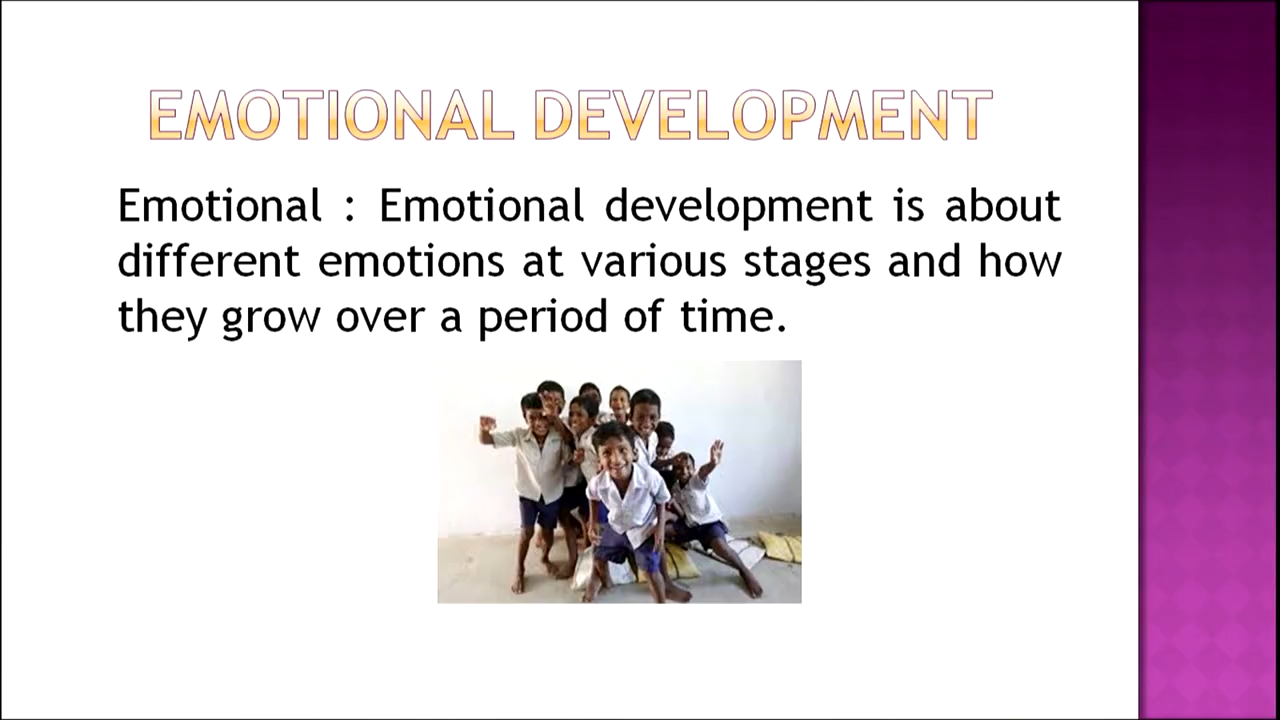 EMOTIONAL DEVELOPMENT
Emotional : Emotional development is about
different emotions at various stages and how
they grow over a period of time.